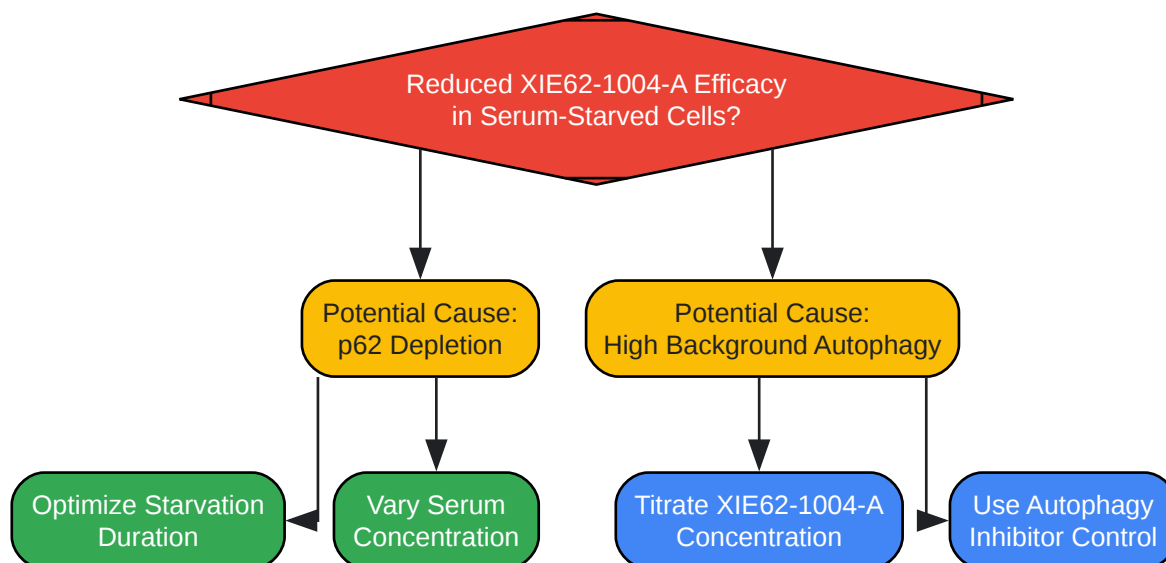 Reduced XIE62-1004-A Efficacy
in Serum-Starved Cells?
Potential Cause:
p62 Depletion
Potential Cause:
High Background Autophagy
Optimize Starvation
Duration
Vary Serum
Concentration
Titrate XIE62-1004-A
Concentration
Use Autophagy
Inhibitor Control